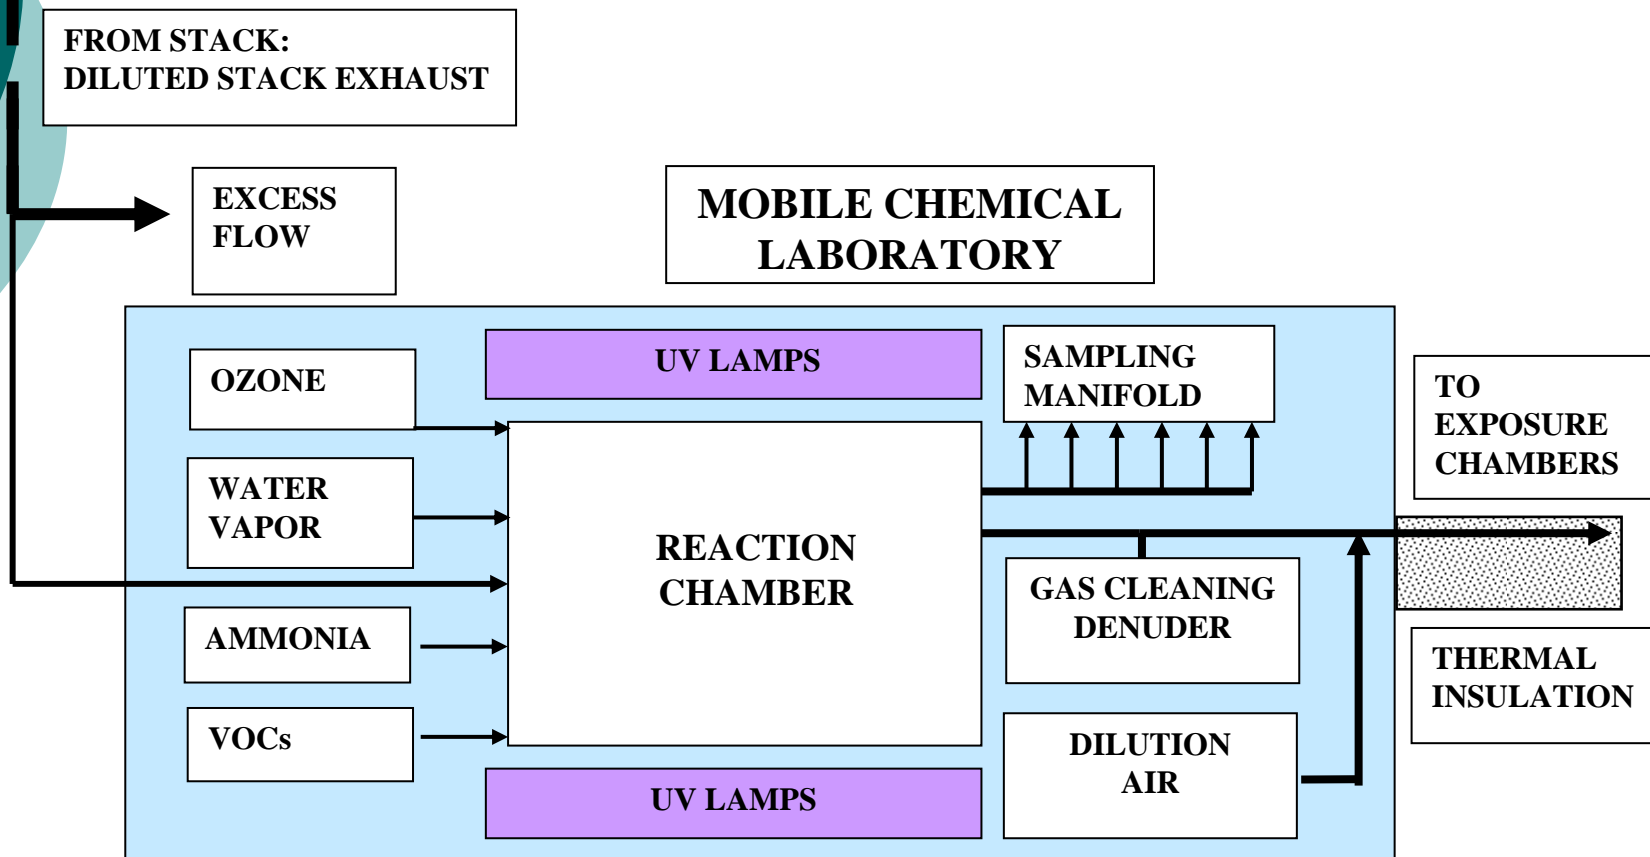 FROM STACK:
DILUTED STACK EXHAUST
EXCESS
FLOW
MOBILE CHEMICAL
LABORATORY
OZONE
WATER
VAPOR
AMMONIA
VOCs
UV LAMPS
REACTION
CHAMBER
UV LAMPS
SAMPLING
MANIFOLD
GAS CLEANING
DENUDER
DILUTION
AIR
TO
EXPOSURE
CHAMBERS
THERMAL
INSULATION